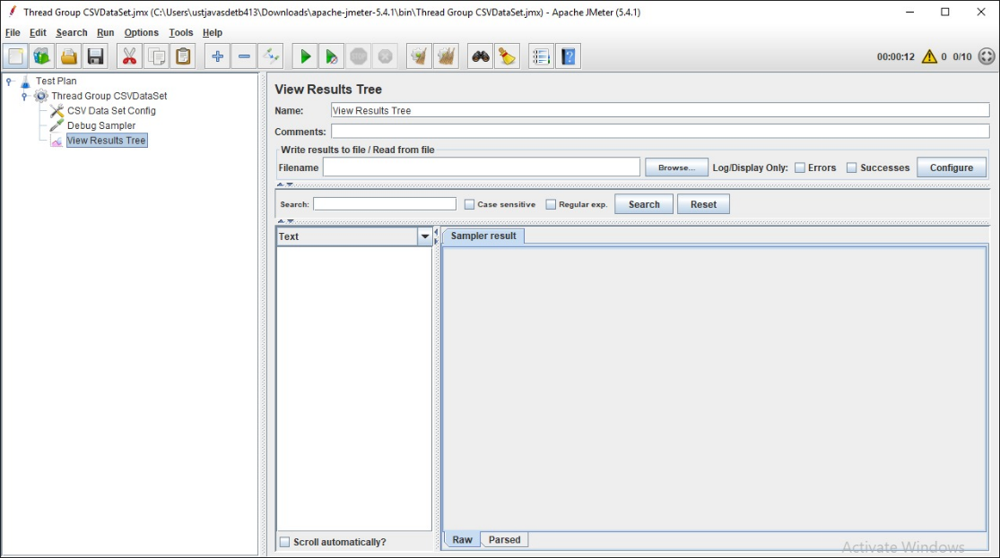 Thread Group CSVDataSet.jmx (C:\Users\ustjavasdetb413\Downloads\apache-jmeter-5.4.1\bin\Thread Group CSVDataSet.jmx) - Apache JMeter (5.4.1)
File Edit Search Run Options Tools Help
00:00:12 0 0/10
Test Plan
Thread Group CSVDataSet
CSV Data Set Config
Debug Sampler
View Results Tree
View Results Tree
Name: View Results Tree
Comments:
Write results to file / Read from file
Filename Browse... Log/Display Only: Errors Successes Configure
Search: Case sensitive Regular exp. Search Reset
Text
Sampler result
Scroll automatically?
Raw Parsed
Activate Windows